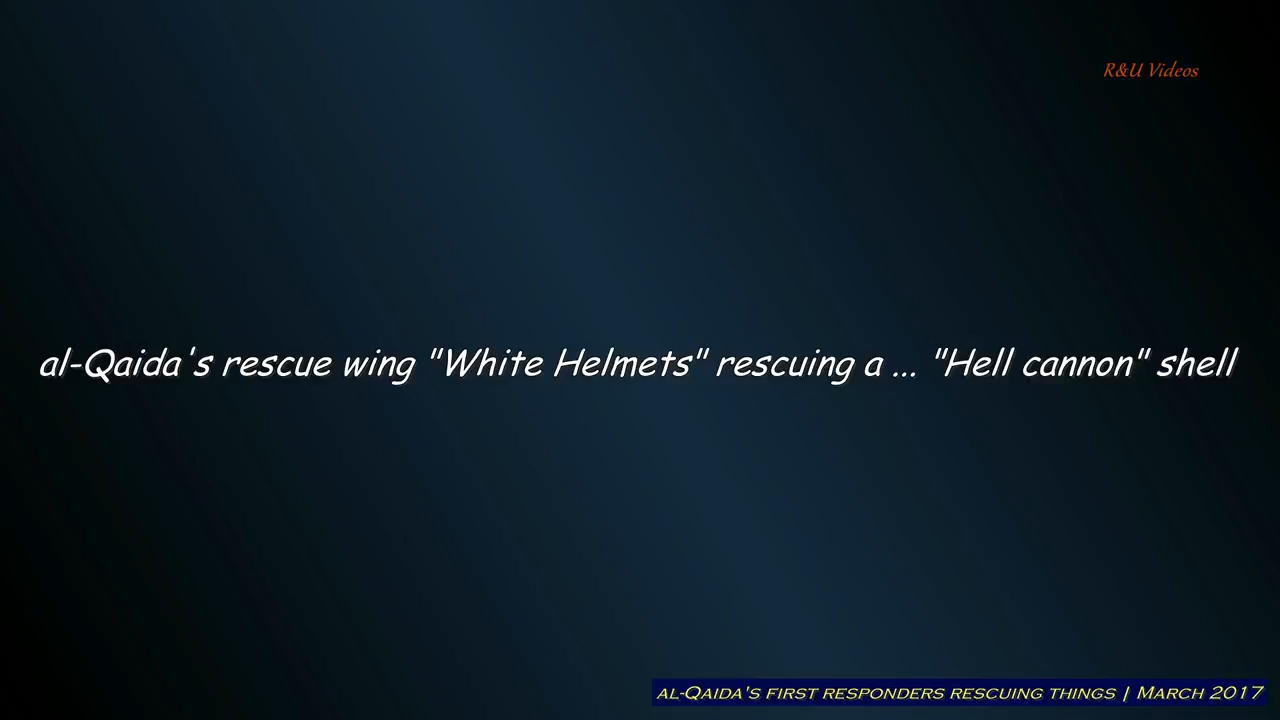 R&U Videos
al-Qaida's rescue wing "White Helmets" rescuing a ... "Hell cannon" shell
al-Qaida's first responders rescuing things | March 2017